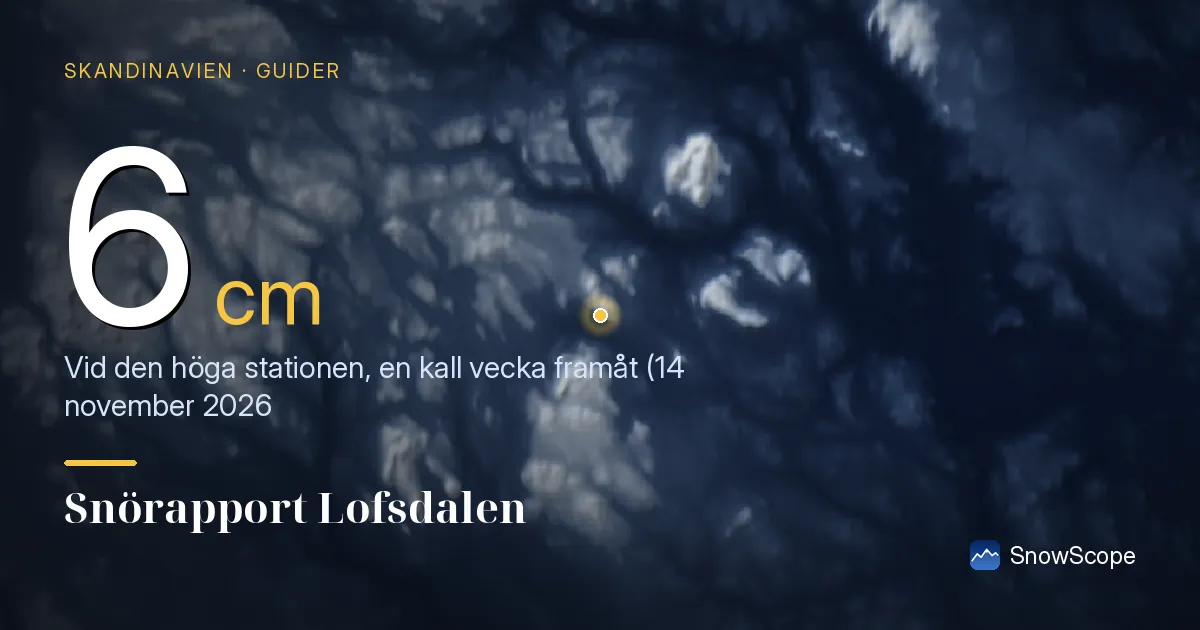 SKANDINAVIEN · GUIDER
6 cm
Vid den höga stationen, en kall vecka framåt (14
november 2026
Snörapport Lofsdalen
SnowScope